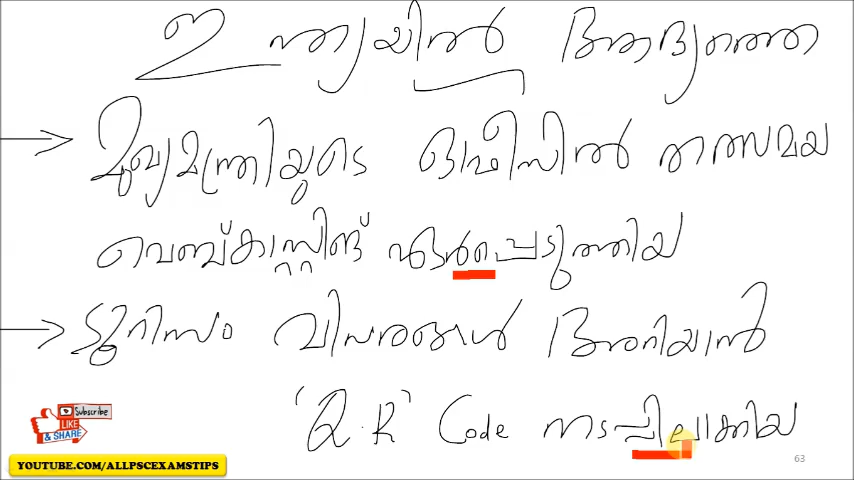 ഇന്ത്യയിൽ ആദ്യത്തെ
മുഖ്യമന്ത്രിയുടെ ഓഫീസിൽ തത്സമയ
വെബ്കാസ്റ്റിങ് ഏർപ്പെടുത്തിയ
ടൂറിസം വിവരങ്ങൾ അറിയാൻ
'Q.R' Code നടപ്പിലാക്കിയ
Subscribe
LIKE
& SHARE
YOUTUBE.COM/ALLPSCEXAMSTIPS
63